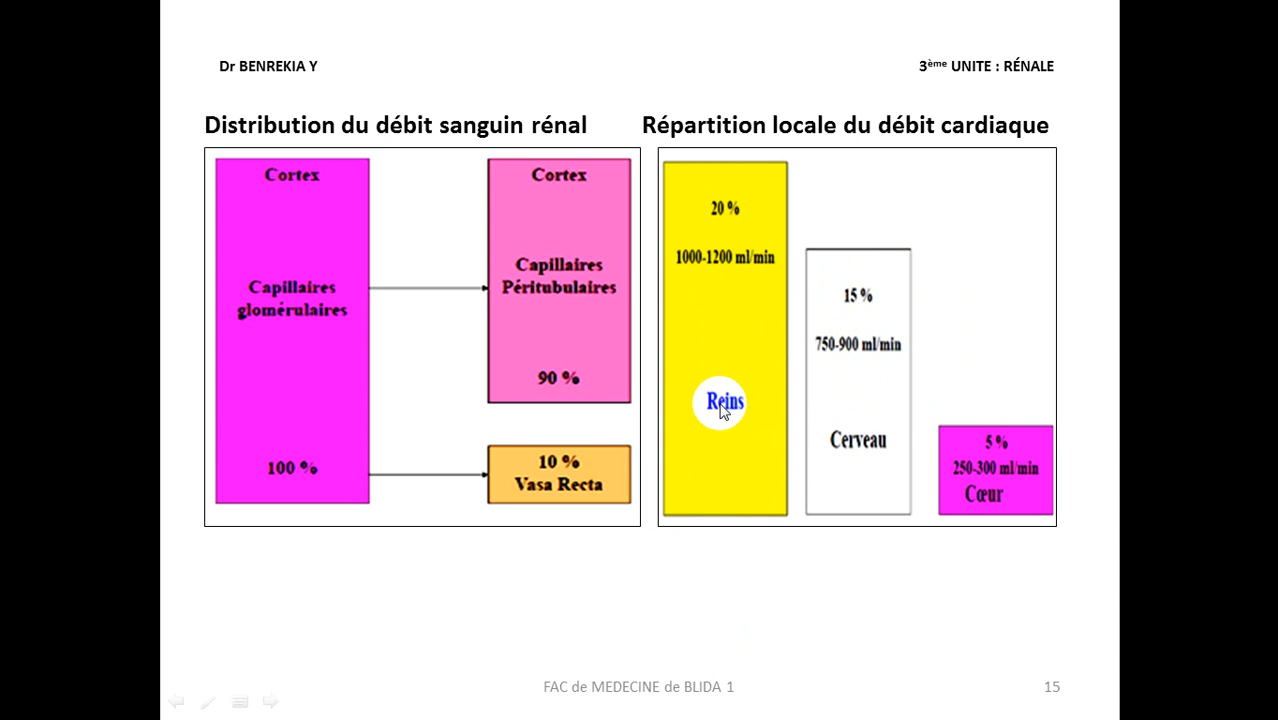 Dr BENREKIA Y
3ème UNITE : RÉNALE
Distribution du débit sanguin rénal
Répartition locale du débit cardiaque
Cortex
Capillaires
glomérulaires
100 %
Cortex
Capillaires
Péritubulaires
90 %
10 %
Vasa Recta
20 %
1000-1200 ml/min
Reins
15 %
750-900 ml/min
Cerveau
5 %
250-300 ml/min
Cœur
FAC de MEDECINE de BLIDA 1
15